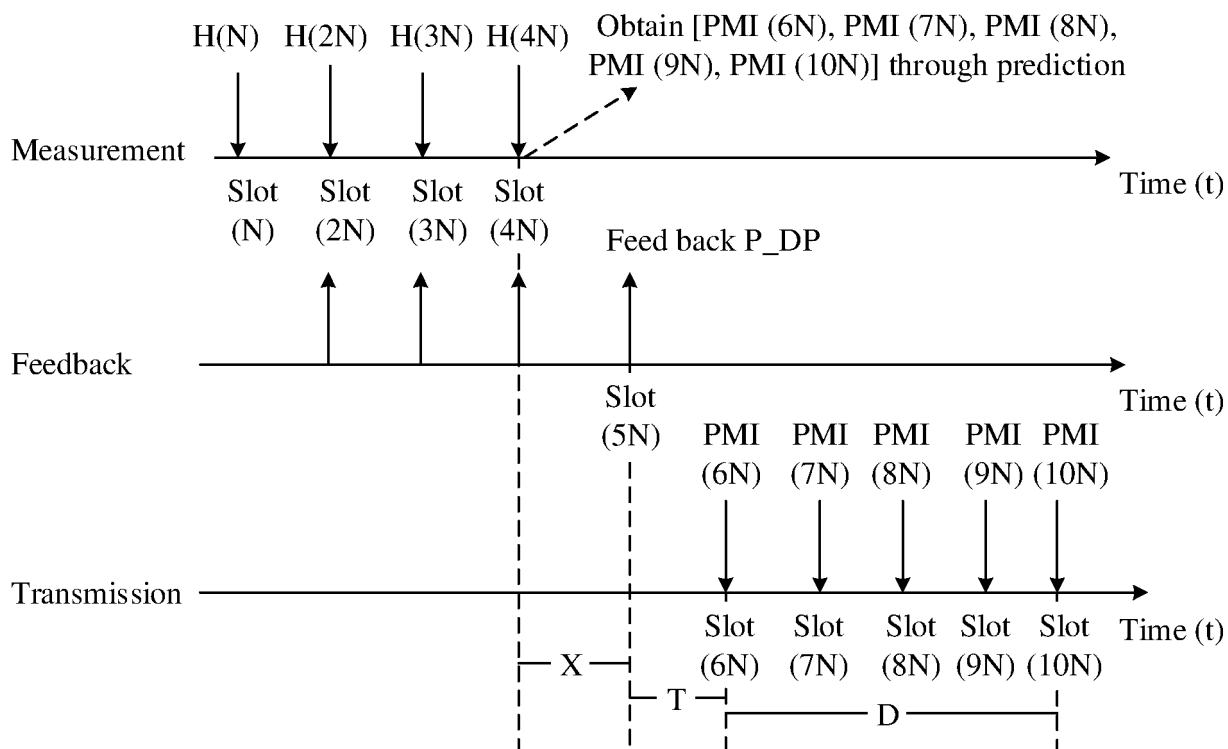 H(N) H(2N) H(3N) H(4N)
Obtain [PMI (6N), PMI (7N), PMI (8N),
PMI (9N), PMI (10N)] through prediction
Measurement
Time (t)
Slot Slot Slot Slot
(N) (2N) (3N) (4N)
Feed back P_DP
Feedback
Time (t)
Slot
(5N)
PMI PMI PMI PMI PMI
(6N) (7N) (8N) (9N) (10N)
Transmission
Time (t)
Slot Slot Slot Slot Slot
(6N) (7N) (8N) (9N) (10N)
X
T
D